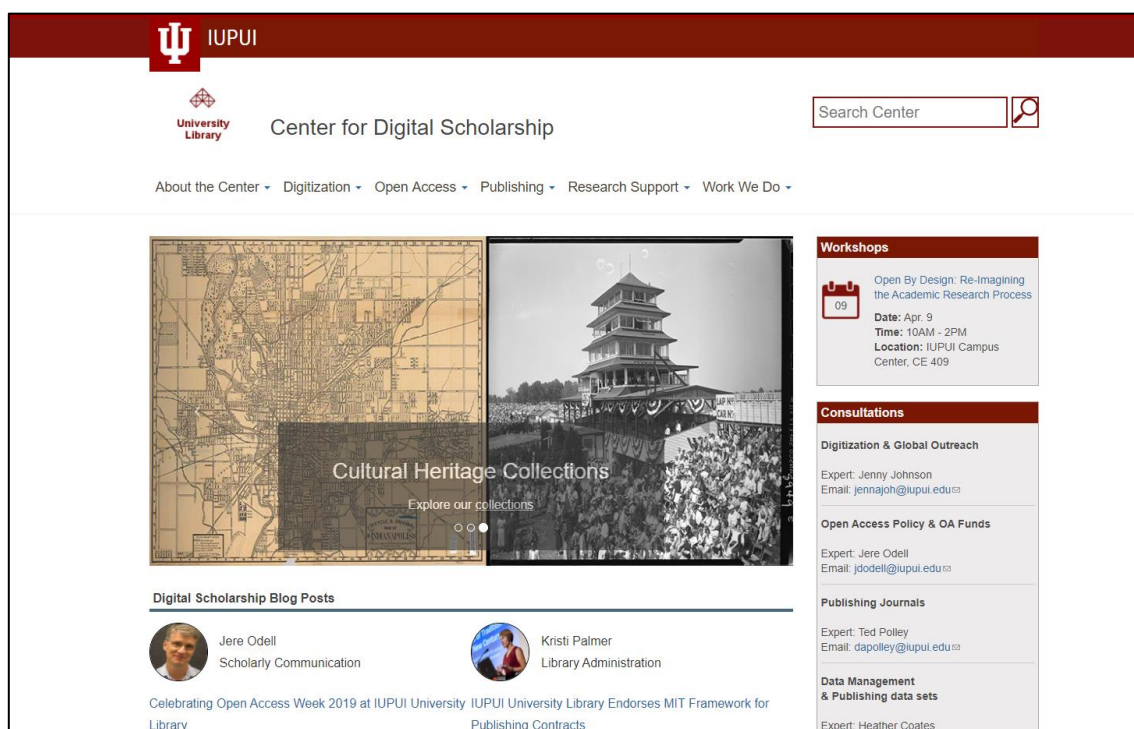 IUPUI
University
Library
Center for Digital Scholarship
Search Center
About the Center Digitization Open Access Publishing Research Support Work We Do
LAP NO
CAR NO
Cultural Heritage Collections
Explore our collections
INDIANAPOLIS
Workshops
09
Open By Design: Re-Imagining
the Academic Research Process
Date: Apr. 9
Time: 10AM - 2PM
Location: IUPUI Campus
Center, CE 409
Consultations
Digitization & Global Outreach
Expert: Jenny Johnson
Email: jennajoh@iupui.edu
Open Access Policy & OA Funds
Expert: Jere Odell
Email: jdodell@iupui.edu
Publishing Journals
Expert: Ted Polley
Email: dapolley@iupui.edu
Data Management
& Publishing data sets
Expert: Heather Coates
Digital Scholarship Blog Posts
Jere Odell
Scholarly Communication
Celebrating Open Access Week 2019 at IUPUI University
Library
Kristi Palmer
Library Administration
IUPUI University Library Endorses MIT Framework for
Publishing Contracts